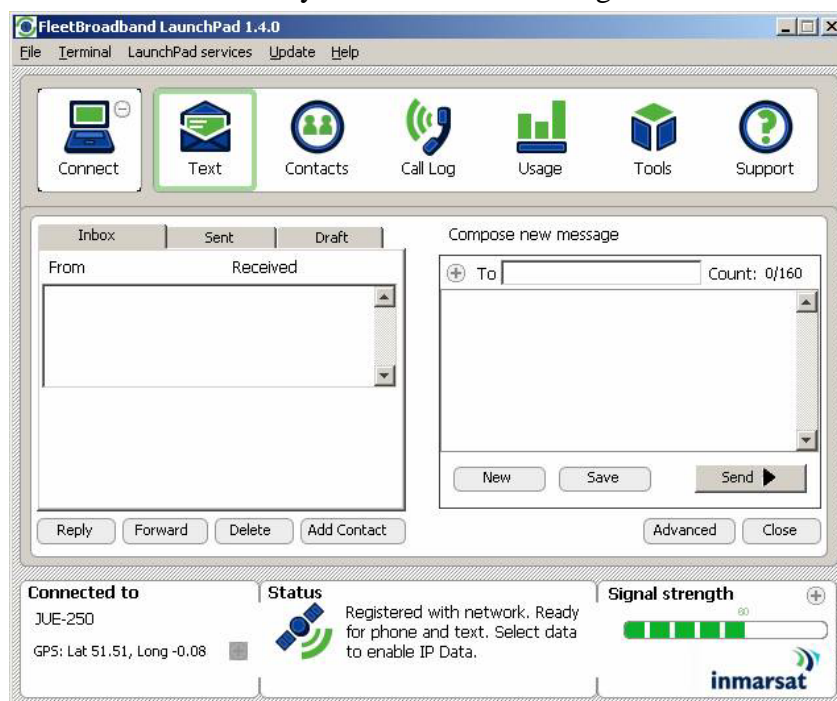 FleetBroadband LaunchPad 1.4.0
File Terminal LaunchPad services Update Help
Connect Text Contacts Call Log Usage Tools Support
Inbox Sent Draft
From Received
Compose new message
To Count: 0/160
New Save Send
Reply Forward Delete Add Contact
Advanced Close
Connected to
JUE-250
GPS: Lat 51.51, Long -0.08
Status
Registered with network. Ready
for phone and text. Select data
to enable IP Data.
Signal strength
60
inmarsat